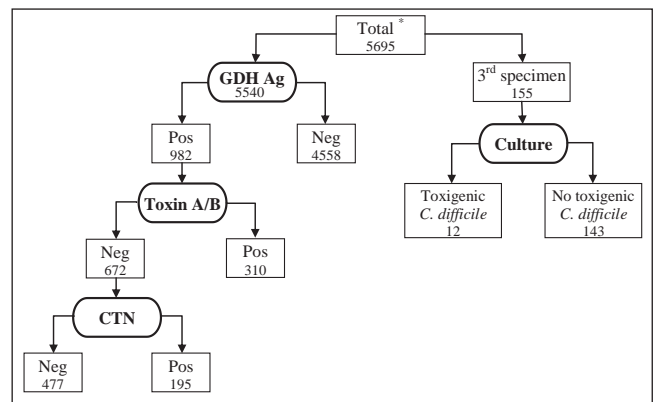 Total *
5695
GDH Ag
5540
3rd specimen
155
Pos
982
Neg
4558
Culture
Toxin A/B
Toxigenic
C. difficile
12
No toxigenic
C. difficile
143
Neg
672
Pos
310
CTN
Neg
477
Pos
195